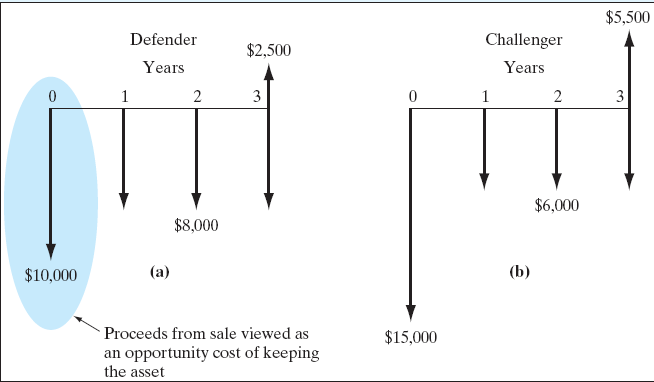 Defender
Years
$2,500
0 1 2 3
$8,000
$10,000
(a)
Proceeds from sale viewed as
an opportunity cost of keeping
the asset
$5,500
Challenger
Years
0 1 2 3
$6,000
(b)
$15,000